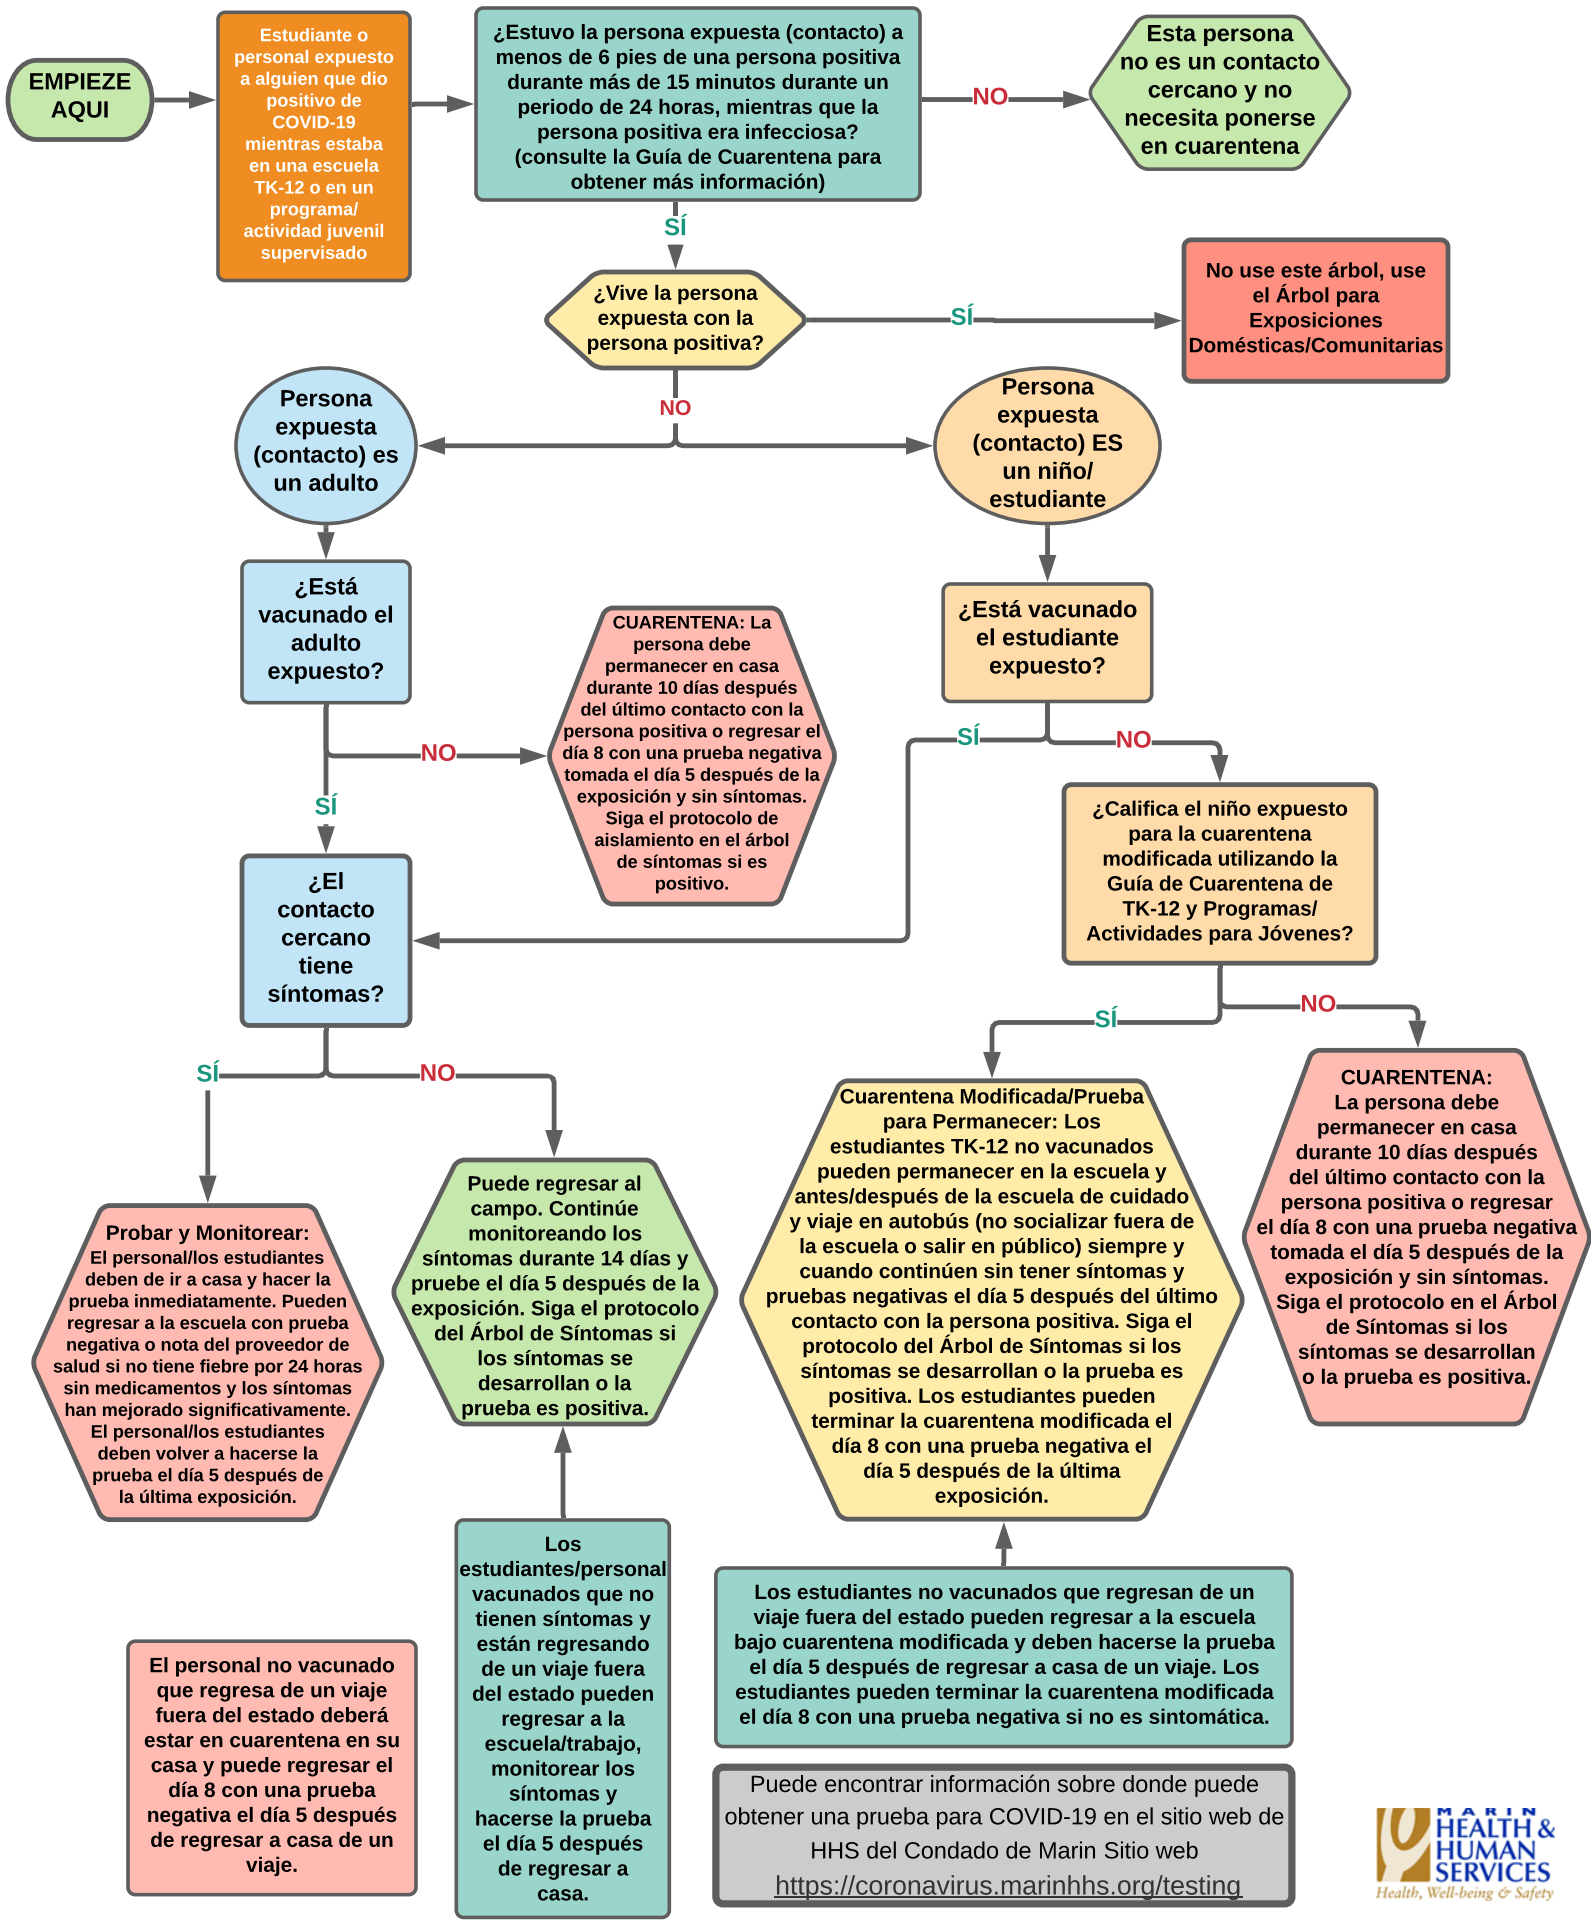 EMPIEZE
AQUI
Estudiante o
personal expuesto
a alguien que dio
positivo de
COVID-19
mientras estaba
en una escuela
TK-12 o en un
programa/
actividad juvenil
supervisado
¿Estuvo la persona expuesta (contacto) a
menos de 6 pies de una persona positiva
durante más de 15 minutos durante un
periodo de 24 horas, mientras que la
persona positiva era infecciosa?
(consulte la Guía de Cuarentena para
obtener más información)
NO
Esta persona
no es un contacto
cercano y no
necesita ponerse
en cuarentena
SÍ
¿Vive la persona
expuesta con la
persona positiva?
SÍ
No use este árbol, use
el Árbol para
Exposiciones
Domésticas/Comunitarias
NO
Persona
expuesta
(contacto) es
un adulto
Persona
expuesta
(contacto) ES
un niño/
estudiante
¿Está
vacunado el
adulto
expuesto?
NO
CUARENTENA: La
persona debe
permanecer en casa
durante 10 días después
del último contacto con la
persona positiva o regresar el
día 8 con una prueba negativa
tomada el día 5 después de la
exposición y sin síntomas.
Siga el protocolo de
aislamiento en el árbol
de síntomas si es
positivo.
¿Está vacunado
el estudiante
expuesto?
SÍ
NO
SÍ
¿El
contacto
cercano
tiene
síntomas?
¿Califica el niño expuesto
para la cuarentena
modificada utilizando la
Guía de Cuarentena de
TK-12 y Programas/
Actividades para Jóvenes?
SÍ
NO
SÍ
NO
Probar y Monitorear:
El personal/los estudiantes
deben de ir a casa y hacer la
prueba inmediatamente. Pueden
regresar a la escuela con prueba
negativa o nota del proveedor de
salud si no tiene fiebre por 24 horas
sin medicamentos y los síntomas
han mejorado significativamente.
El personal/los estudiantes
deben volver a hacerse la
prueba el día 5 después de
la última exposición.
Puede regresar al
campo. Continúe
monitoreando los
síntomas durante 14 días y
pruebe el día 5 después de la
exposición. Siga el protocolo
del Árbol de Síntomas si
los síntomas se
desarrollan o la
prueba es positiva.
Cuarentena Modificada/Prueba
para Permanecer: Los
estudiantes TK-12 no vacunados
pueden permanecer en la escuela y
antes/después de la escuela de cuidado
y viaje en autobús (no socializar fuera de
la escuela o salir en público) siempre y
cuando continúen sin tener síntomas y
pruebas negativas el día 5 después del último
contacto con la persona positiva. Siga el
protocolo del Árbol de Síntomas si los
síntomas se desarrollan o la prueba es
positiva. Los estudiantes pueden
terminar la cuarentena modificada el
día 8 con una prueba negativa el
día 5 después de la última
exposición.
CUARENTENA:
La persona debe
permanecer en casa
durante 10 días después
del último contacto con la
persona positiva o regresar
el día 8 con una prueba negativa
tomada el día 5 después de la
exposición y sin síntomas.
Siga el protocolo en el Árbol
de Síntomas si los
síntomas se desarrollan
o la prueba es positiva.
El personal no vacunado
que regresa de un viaje
fuera del estado deberá
estar en cuarentena en su
casa y puede regresar el
día 8 con una prueba
negativa el día 5 después
de regresar a casa de un
viaje.
Los
estudiantes/personal
vacunados que no
tienen síntomas y
están regresando
de un viaje fuera
del estado pueden
regresar a la
escuela/trabajo,
monitorear los
síntomas y
hacerse la prueba
el día 5 después
de regresar a
casa.
Los estudiantes no vacunados que regresan de un
viaje fuera del estado pueden regresar a la escuela
bajo cuarentena modificada y deben hacerse la prueba
el día 5 después de regresar a casa de un viaje. Los
estudiantes pueden terminar la cuarentena modificada
el día 8 con una prueba negativa si no es sintomática.
Puede encontrar información sobre donde puede
obtener una prueba para COVID-19 en el sitio web de
HHS del Condado de Marin Sitio web
https://coronavirus.marinhhs.org/testing
MARIN
HEALTH &
HUMAN
SERVICES
Health, Well-being & Safety